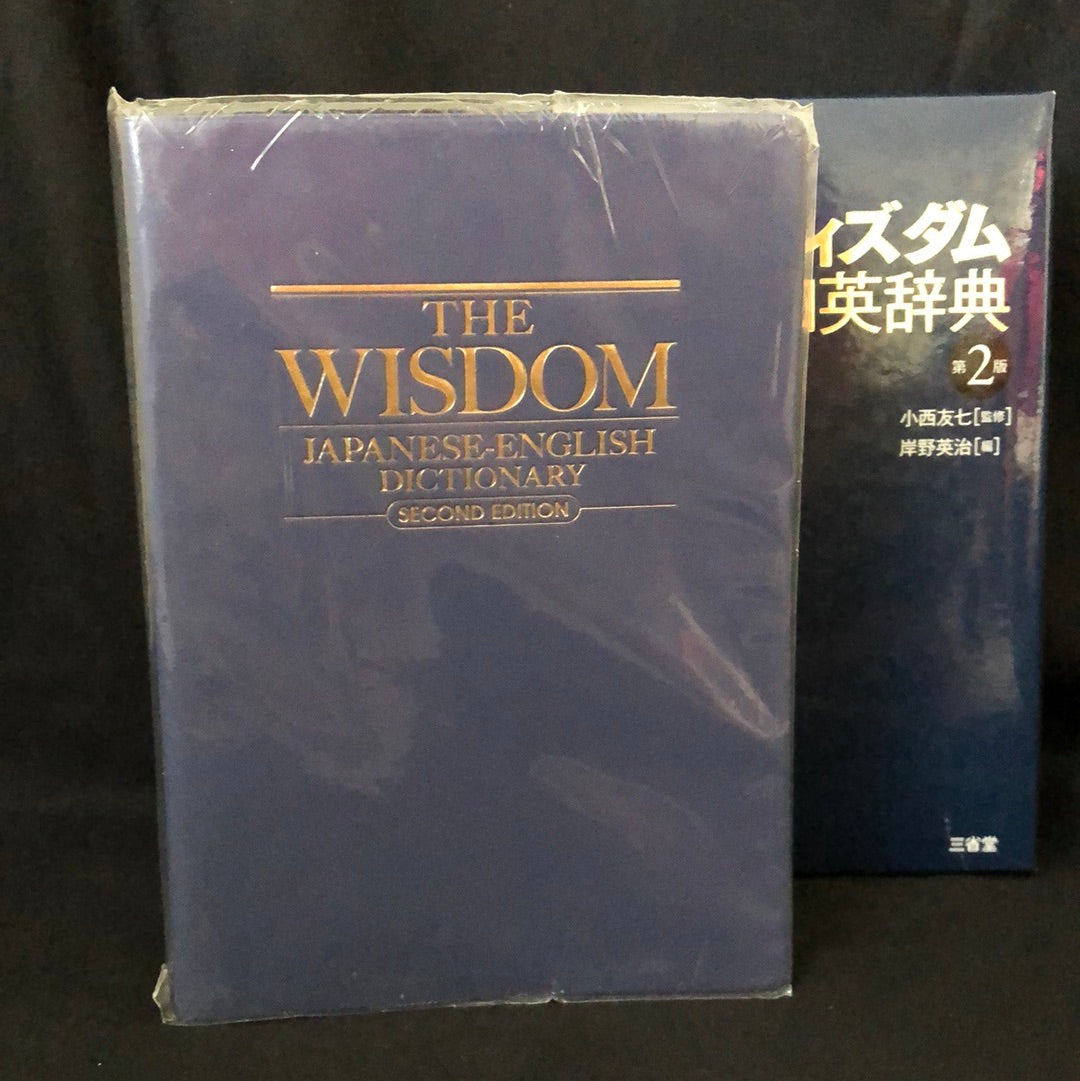 THE
WISDOM
JAPANESE-ENGLISH
DICTIONARY
SECOND EDITION
ィズダム
英辞典
第2版
小西友七[監修]
岸野英治[編]
三省堂